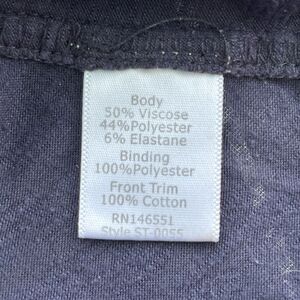 Body
50% Viscose
44%Polyester
6% Elastane
Binding
100%Polyester
Front Trim
100% Cotton
RN146551
Style ST-0055